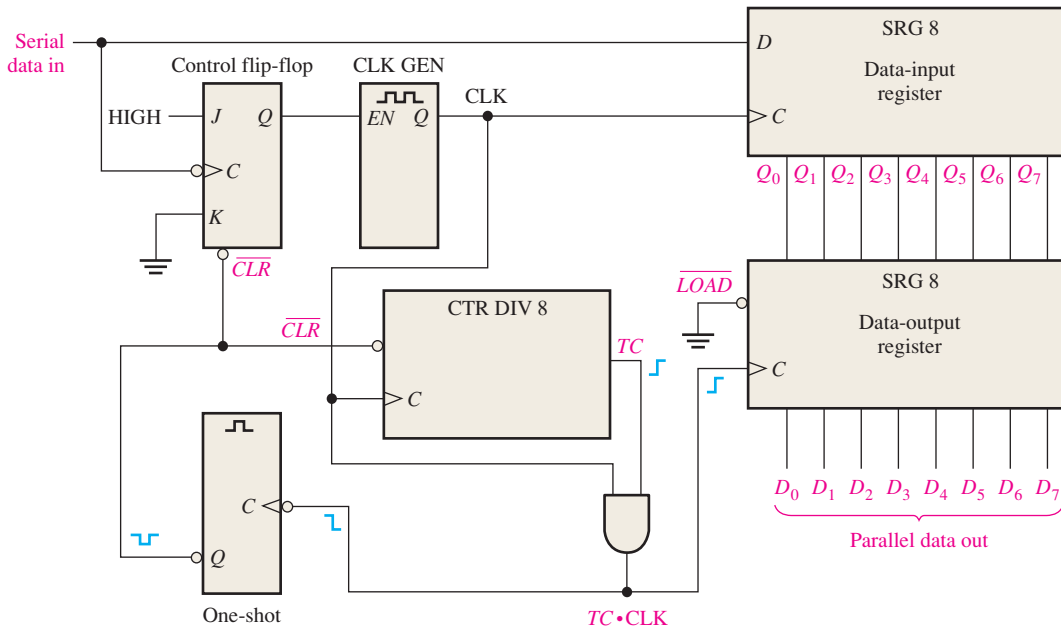 Serial
data in
Control flip-flop
CLK GEN
HIGH
J
Q
C
K
EN Q
CLK
SRG 8
D
Data-input
register
C
Q0 Q1 Q2 Q3 Q4 Q5 Q6 Q7
CLR
CLR
CTR DIV 8
TC
C
LOAD
SRG 8
Data-output
register
C
D0 D1 D2 D3 D4 D5 D6 D7
Parallel data out
C
Q
One-shot
TC•CLK